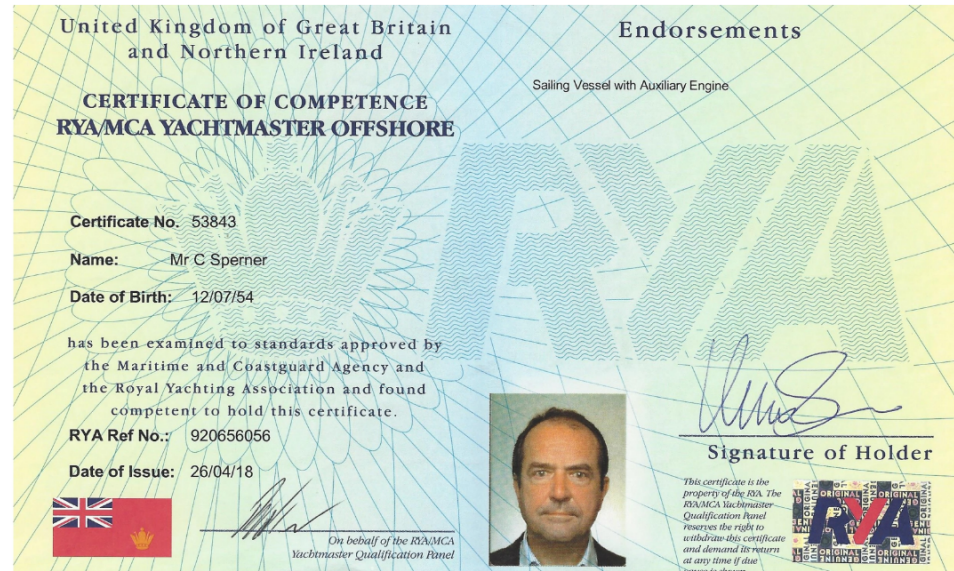 United Kingdom of Great Britain
and Northern Ireland
CERTIFICATE OF COMPETENCE
RYA/MCA YACHTMASTER OFFSHORE
Certificate No. 53843
Name: Mr C Sperner
Date of Birth: 12/07/54
has been examined to standards approved by
the Maritime and Coastguard Agency and
the Royal Yachting Association and found
competent to hold this certificate.
RYA Ref No.: 920656056
Date of Issue: 26/04/18
On behalf of the RYA/MCA
Yachtmaster Qualification Panel
Endorsements
Sailing Vessel with Auxiliary Engine
RYA
Signature of Holder
This certificate is the
property of the RYA. The
RYA/MCA Yachtmaster
Qualification Panel
reserves the right to
withdraw this certificate
and demand its return
at any time if due
RYA
ORIGINAL
GENUINE